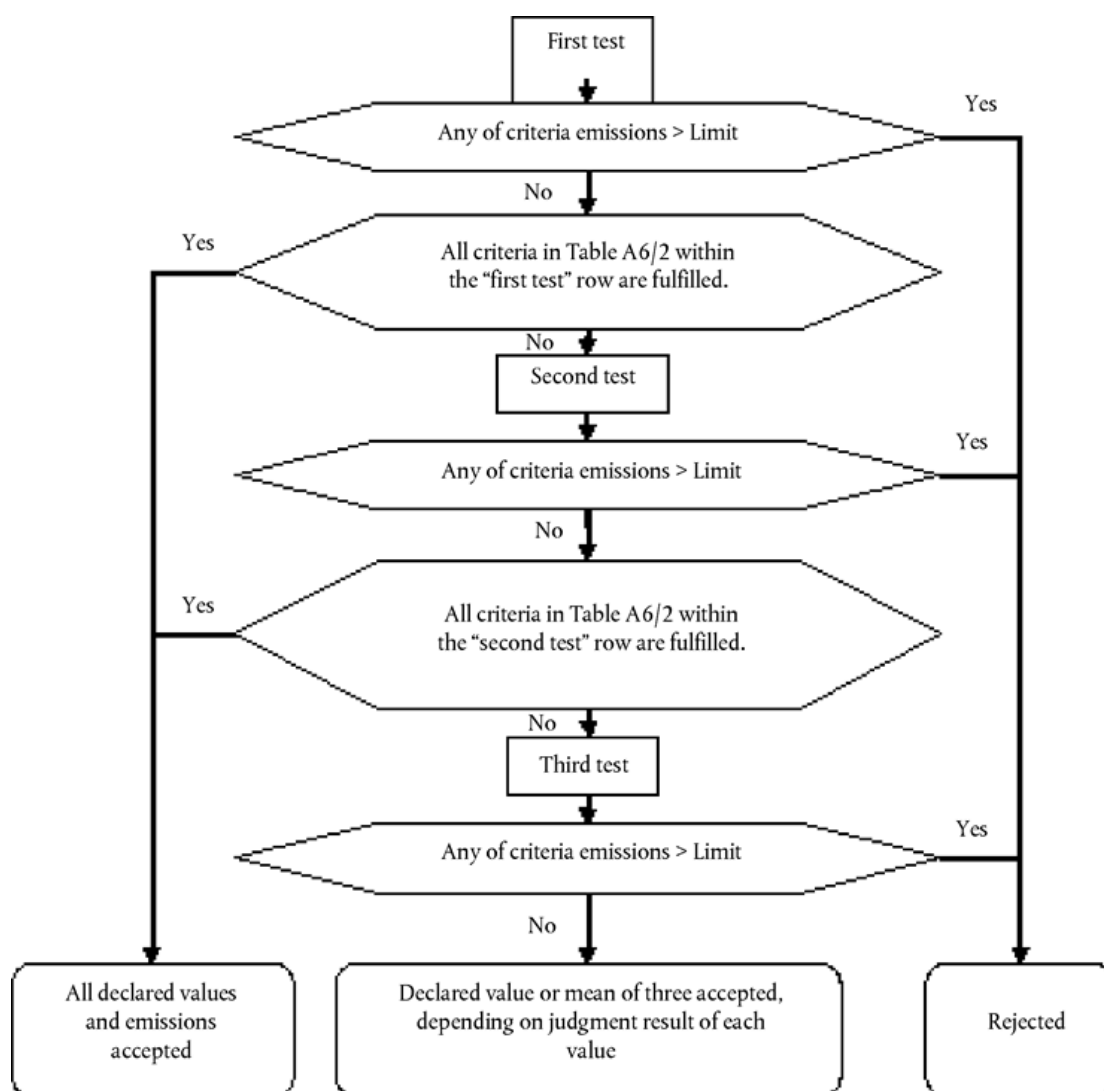 First test
Yes
Any of criteria emissions > Limit
No
Yes
All criteria in Table A6/2 within
the “first test” row are fulfilled.
No
Second test
Yes
Any of criteria emissions > Limit
No
Yes
All criteria in Table A6/2 within
the “second test” row are fulfilled.
No
Third test
Yes
Any of criteria emissions > Limit
No
All declared values
and emissions
accepted
Declared value or mean of three accepted,
depending on judgment result of each
value
Rejected